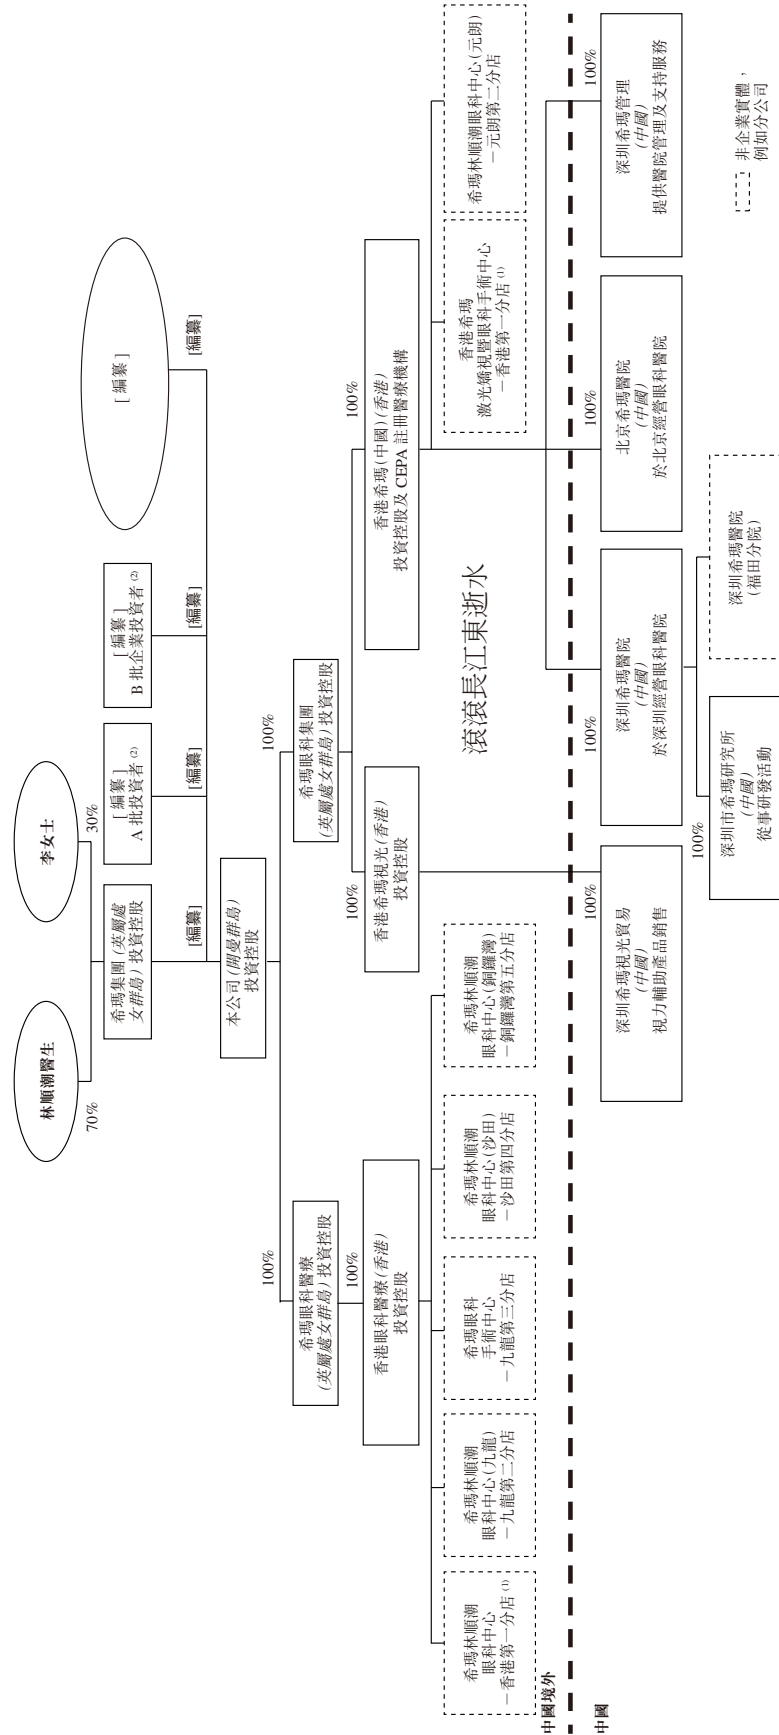 林順潮醫生
李女士
70%
30%
希瑪集團(英屬處
女群島)投資控股
[編纂]
A 批投資者(2)
[編纂]
B 批企業投資者(2)
[編纂]
[編纂]
[編纂]
[編纂]
[編纂]
本公司(開曼群島)
投資控股
100%
100%
希瑪眼科醫療
(英屬處女群島)投資控股
希瑪眼科集團
(英屬處女群島)投資控股
100%
100%
100%
香港眼科醫療(香港)
投資控股
香港希瑪視光(香港)
投資控股
香港希瑪(中國)(香港)
投資控股及 CEPA 註冊醫療機構
希瑪林順潮
眼科中心
－香港第一分店(1)
希瑪林順潮
眼科中心(九龍)
－九龍第二分店
希瑪眼科
手術中心
－九龍第三分店
希瑪林順潮
眼科中心(沙田)
－沙田第四分店
希瑪林順潮
眼科中心(銅鑼灣)
－銅鑼灣第五分店
滾滾長江東逝水
香港希瑪
激光矯視暨眼科手術中心
－香港第一分店(1)
希瑪林順潮眼科中心(元朗)
－元朗第二分店
中國境外
中國
100%
100%
100%
100%
深圳希瑪視光貿易
(中國)
視力輔助產品銷售
深圳希瑪醫院
(中國)
於深圳經營眼科醫院
北京希瑪醫院
(中國)
於北京經營眼科醫院
深圳希瑪管理
(中國)
提供醫院管理及支持服務
100%
深圳市希瑪研究所
(中國)
從事研發活動
深圳希瑪醫院
(福田分院)
非企業實體，
例如分公司